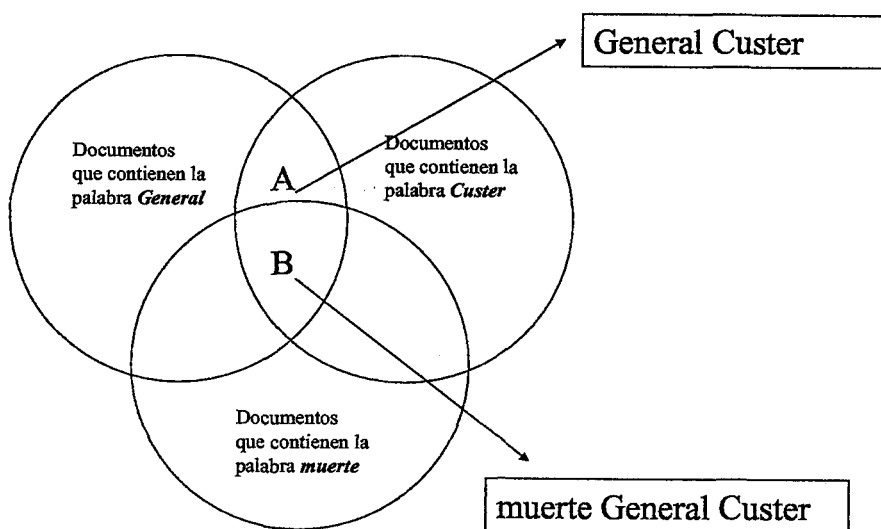 General Custer
Documentos
que contienen la
palabra General
Documentos
que contienen la
palabra Custer
A
B
Documentos
que contienen la
palabra muerte
muerte General Custer